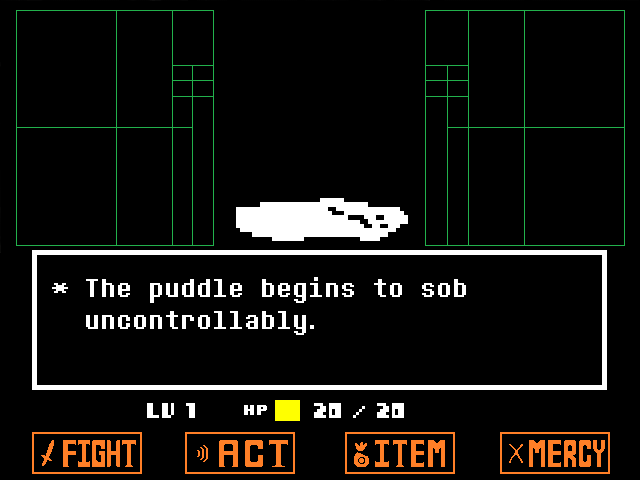 * The puddle begins to sob
uncontrollably.
LV 1 HP 20 / 20
FIGHT ACT ITEM MERCY